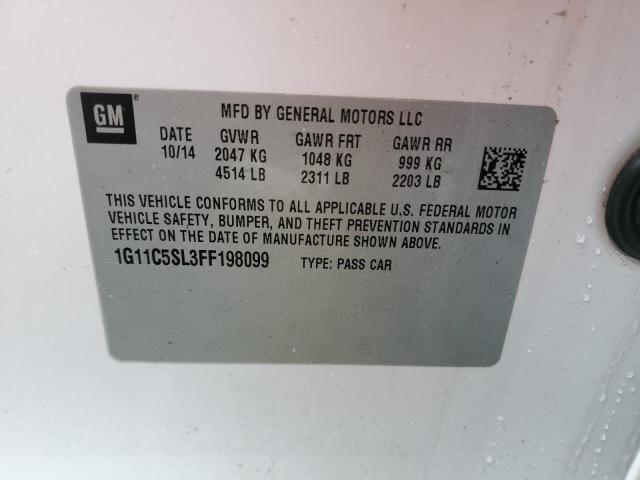 GM
MFD BY GENERAL MOTORS LLC
DATE GVWR GAWR FRT GAWR RR
10/14 2047 KG 1048 KG 999 KG
4514 LB 2311 LB 2203 LB
THIS VEHICLE CONFORMS TO ALL APPLICABLE U.S. FEDERAL MOTOR
VEHICLE SAFETY, BUMPER, AND THEFT PREVENTION STANDARDS IN
EFFECT ON THE DATE OF MANUFACTURE SHOWN ABOVE.
1G11C5SL3FF198099 TYPE: PASS CAR